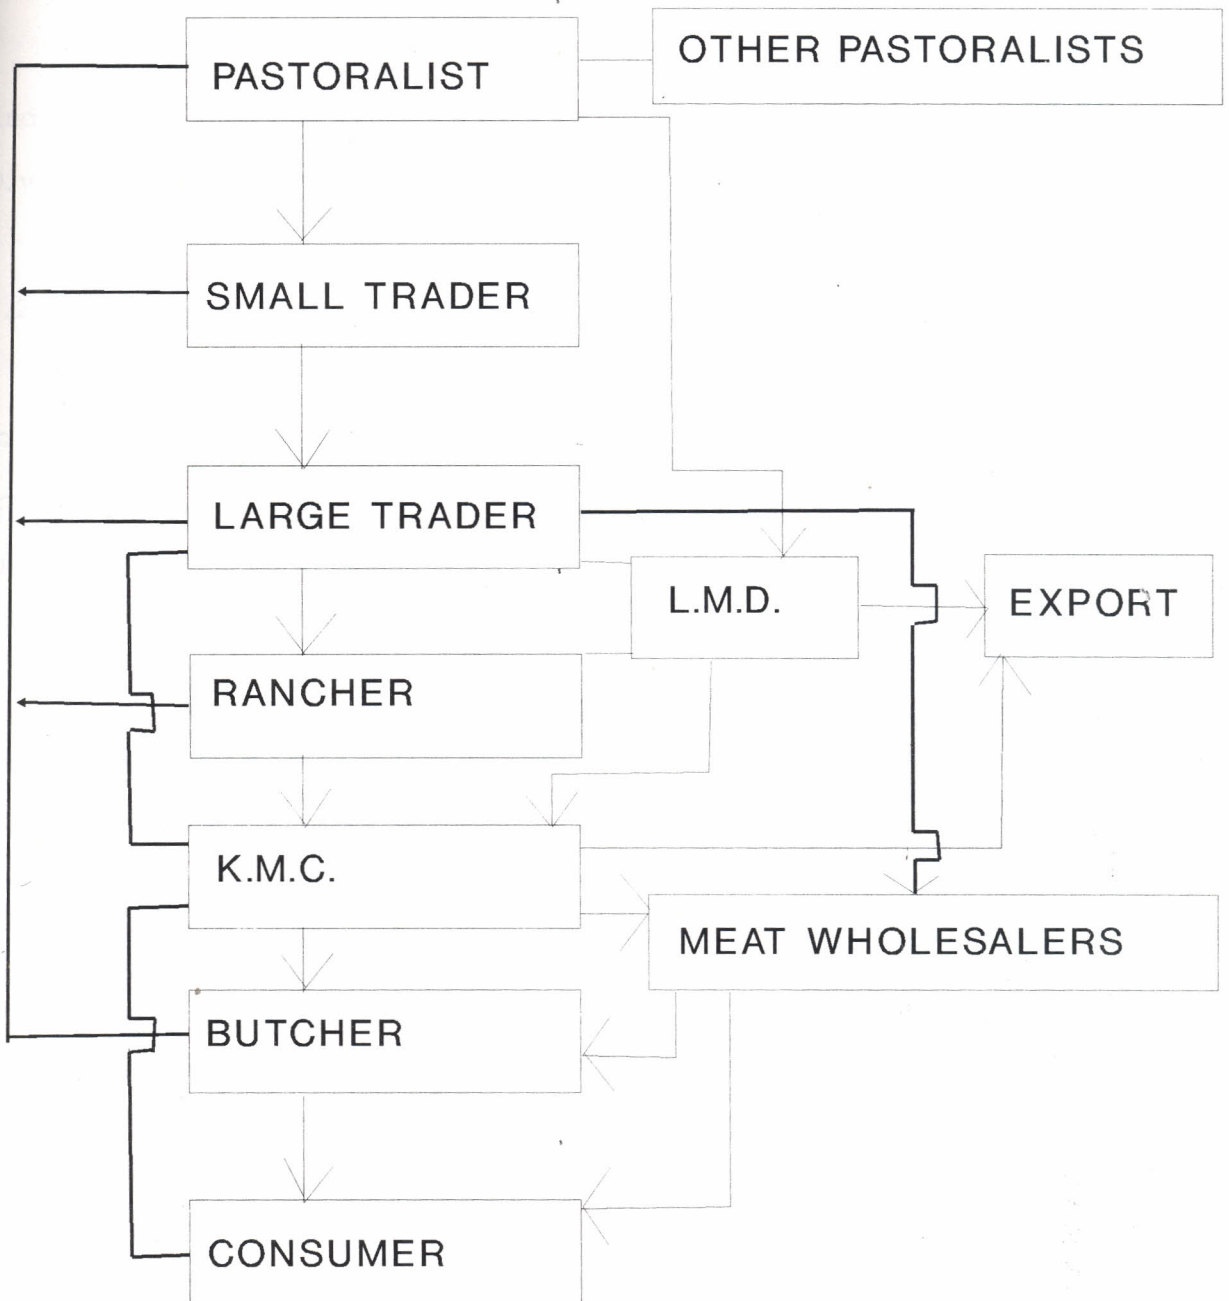 PASTORALIST
OTHER PASTORALISTS
SMALL TRADER
LARGE TRADER
L.M.D.
EXPORT
RANCHER
K.M.C.
MEAT WHOLESALERS
BUTCHER
CONSUMER